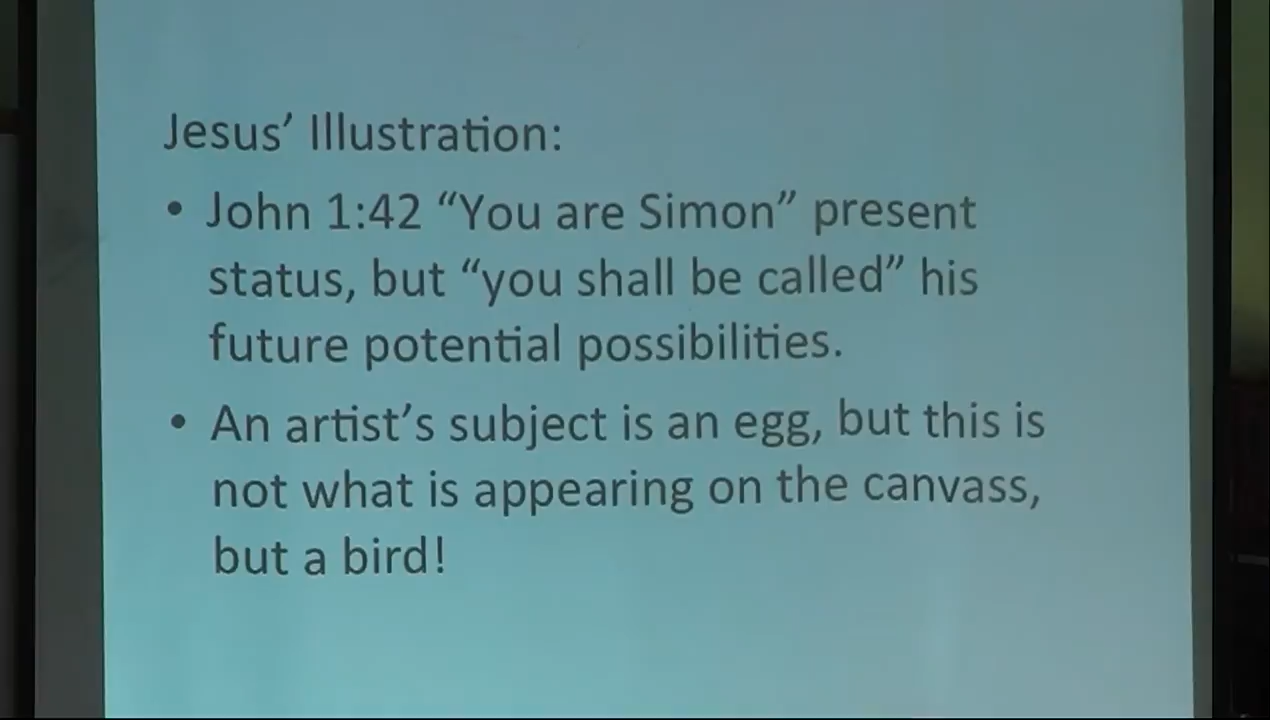 Jesus’ Illustration:
• John 1:42 “You are Simon” present
status, but “you shall be called” his
future potential possibilities.
• An artist’s subject is an egg, but this is
not what is appearing on the canvass,
but a bird!